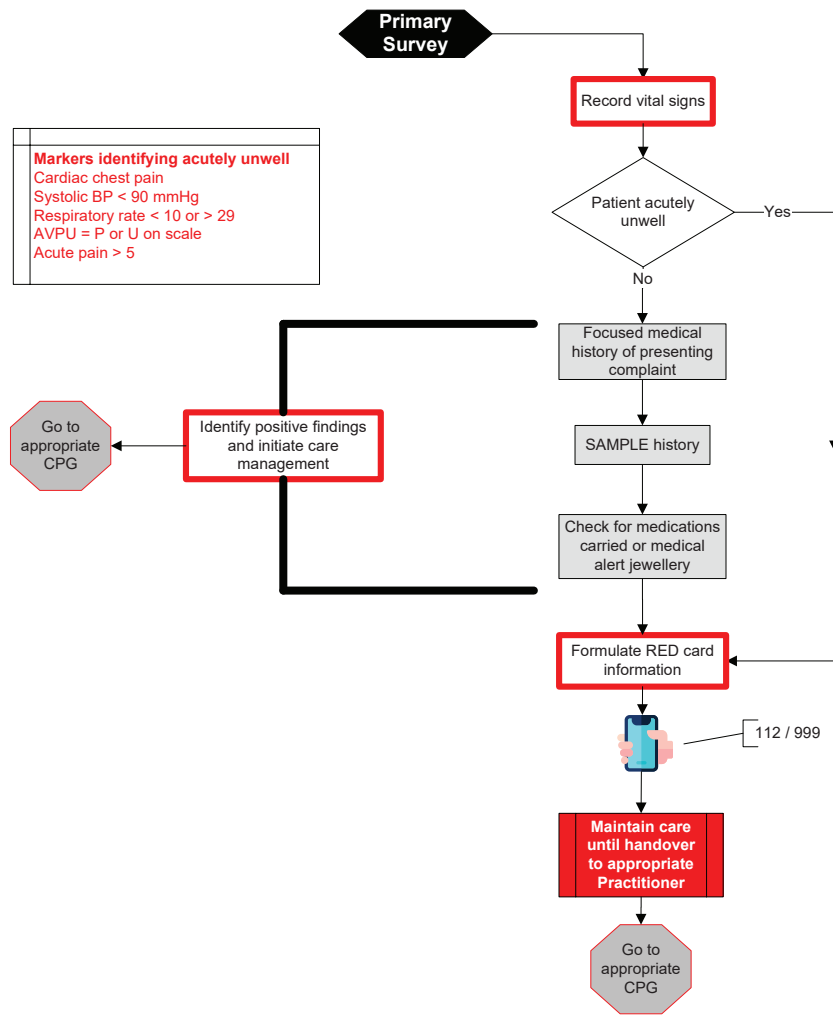 Primary
Survey
Record vital signs
Markers identifying acutely unwell
Cardiac chest pain
Systolic BP < 90 mmHg
Respiratory rate < 10 or > 29
AVPU = P or U on scale
Acute pain > 5
Patient acutely
unwell
Yes
No
Focused medical
history of presenting
complaint
Go to
appropriate
CPG
Identify positive findings
and initiate care
management
SAMPLE history
Check for medications
carried or medical
alert jewellery
Formulate RED card
information
112 / 999
Maintain care
until handover
to appropriate
Practitioner
Go to
appropriate
CPG